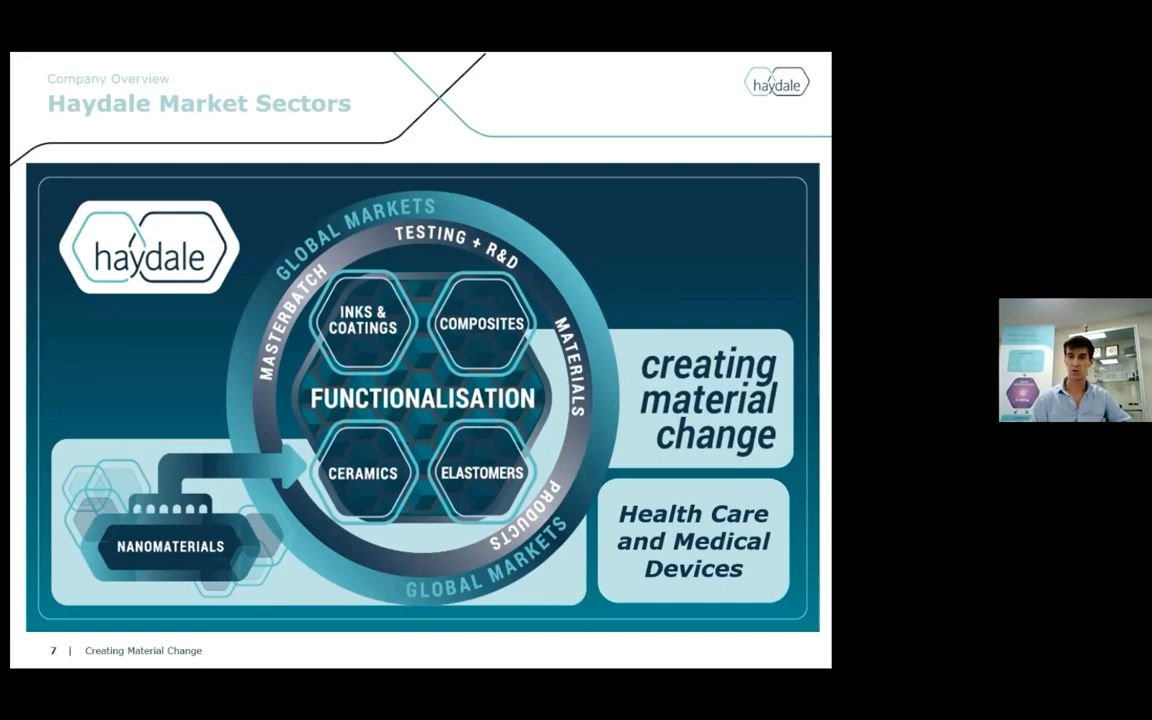 Company Overview
Haydale Market Sectors
haydale
haydale
GLOBAL MARKETS
TESTING + R&D
MASTERBATCH
MATERIALS
PRODUCTS
GLOBAL MARKETS
INKS &
COATINGS
COMPOSITES
FUNCTIONALISATION
CERAMICS
ELASTOMERS
NANOMATERIALS
creating
material
change
Health Care
and Medical
Devices
7 | Creating Material Change